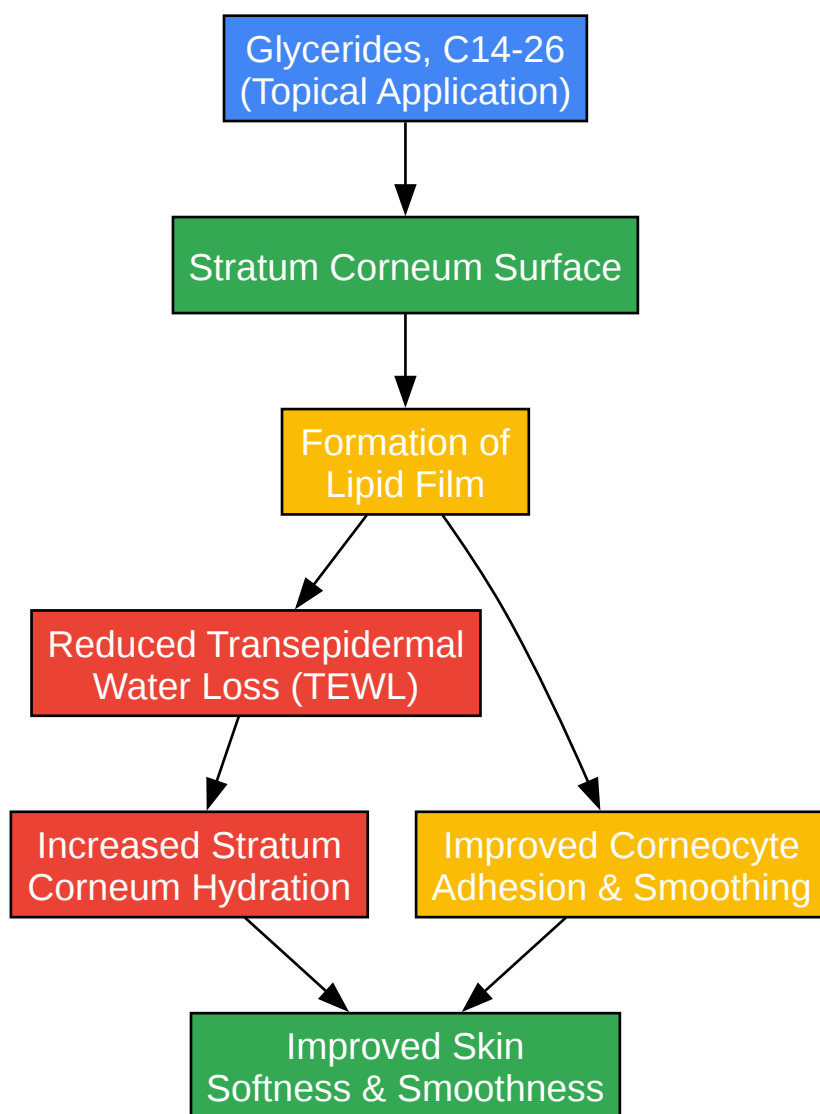 Glycerides, C14-26
(Topical Application)
Stratum Corneum Surface
Formation of
Lipid Film
Reduced Transepidermal
Water Loss (TEWL)
Increased Stratum
Corneum Hydration
Improved Corneocyte
Adhesion & Smoothing
Improved Skin
Softness & Smoothness